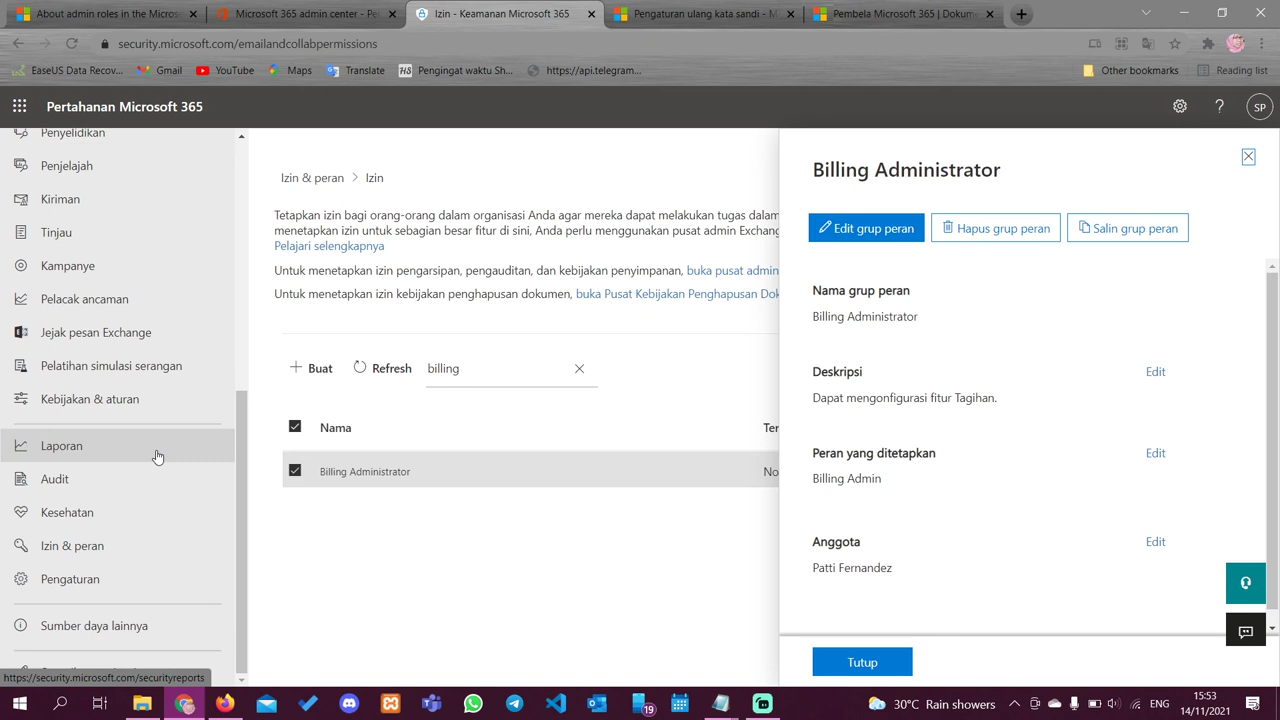 About admin roles in the Microso
Microsoft 365 admin center - Pe
Izin - Keamanan Microsoft 365
Pengaturan ulang kata sandi - M
Pembela Microsoft 365 | Dokum
security.microsoft.com/emailandcollabpermissions
EaseUS Data Recov...
Gmail
YouTube
Maps
Translate
Pengingat waktu Sh...
https://api.telegram...
Other bookmarks
Reading list
Pertahanan Microsoft 365
SP
Penyelidikan
Penjelajah
Kiriman
Tinjau
Kampanye
Pelacak ancaman
Jejak pesan Exchange
Pelatihan simulasi serangan
Kebijakan & aturan
Laporan
Audit
Kesehatan
Izin & peran
Pengaturan
Sumber daya lainnya
https://security.microsoft.com/securityreports
Izin & peran > Izin
Tetapkan izin bagi orang-orang dalam organisasi Anda agar mereka dapat melakukan tugas dalam
menetapkan izin untuk sebagian besar fitur di sini, Anda perlu menggunakan pusat admin Exchang
Pelajari selengkapnya
Untuk menetapkan izin pengarsipan, pengauditan, dan kebijakan penyimpanan, buka pusat admin
Untuk menetapkan izin kebijakan penghapusan dokumen, buka Pusat Kebijakan Penghapusan Dok
Buat
Refresh
billing
Nama
Ter
Billing Administrator
No
Billing Administrator
Edit grup peran
Hapus grup peran
Salin grup peran
Nama grup peran
Billing Administrator
Deskripsi
Edit
Dapat mengonfigurasi fitur Tagihan.
Peran yang ditetapkan
Edit
Billing Admin
Anggota
Edit
Patti Fernandez
Tutup
19
30°C Rain showers
ENG
15:53
14/11/2021